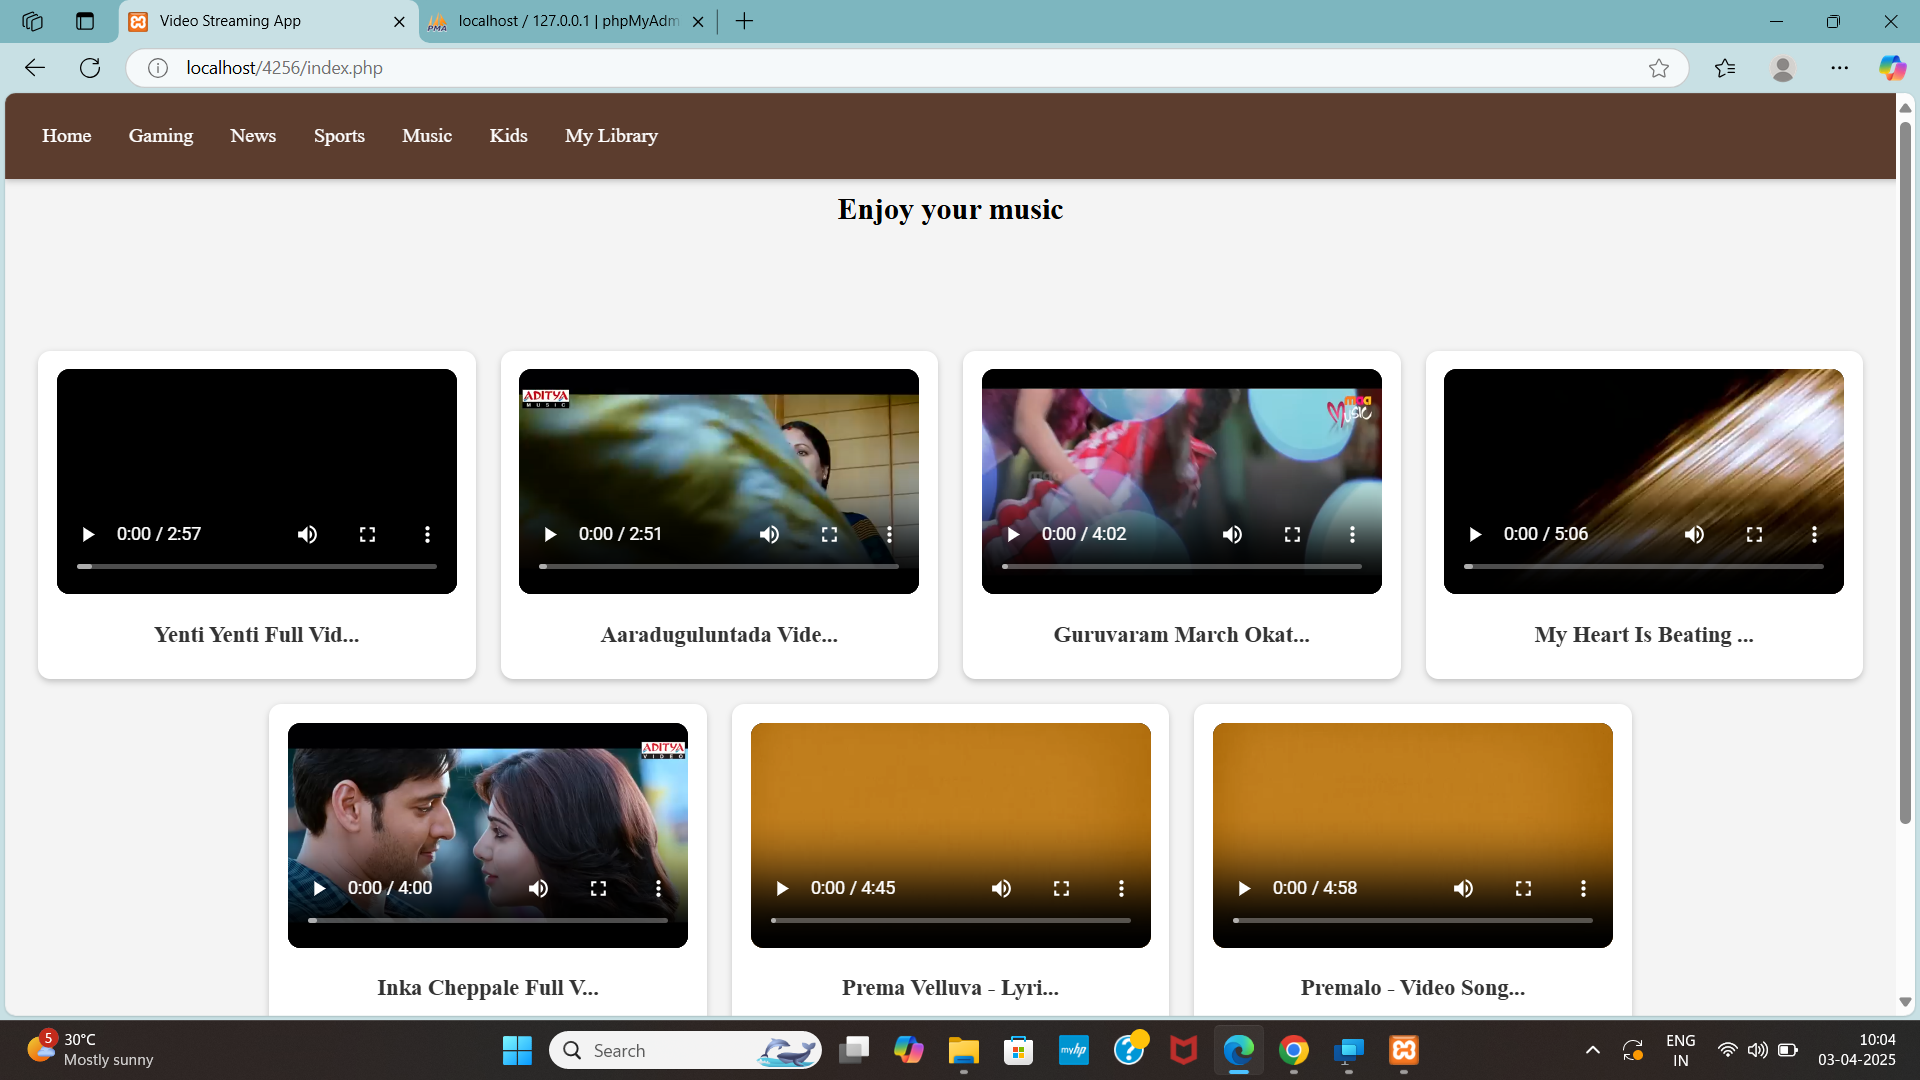 Video Streaming App
localhost / 127.0.0.1 | phpMyAdm
localhost/4256/index.php
Home Gaming News Sports Music Kids My Library
Enjoy your music
ADITYA
MUSIC
maa
MUSIC
maa
0:00 / 2:57
0:00 / 2:51
0:00 / 4:02
0:00 / 5:06
Yenti Yenti Full Vid...
Aaraduguluntada Vide...
Guruvaram March Okat...
My Heart Is Beating ...
ADITYA
VIDEO
0:00 / 4:00
0:00 / 4:45
0:00 / 4:58
Inka Cheppale Full V...
Prema Velluva - Lyri...
Premalo - Video Song...
5
30°C
Mostly sunny
Search
myhp
ENG
IN
10:04
03-04-2025